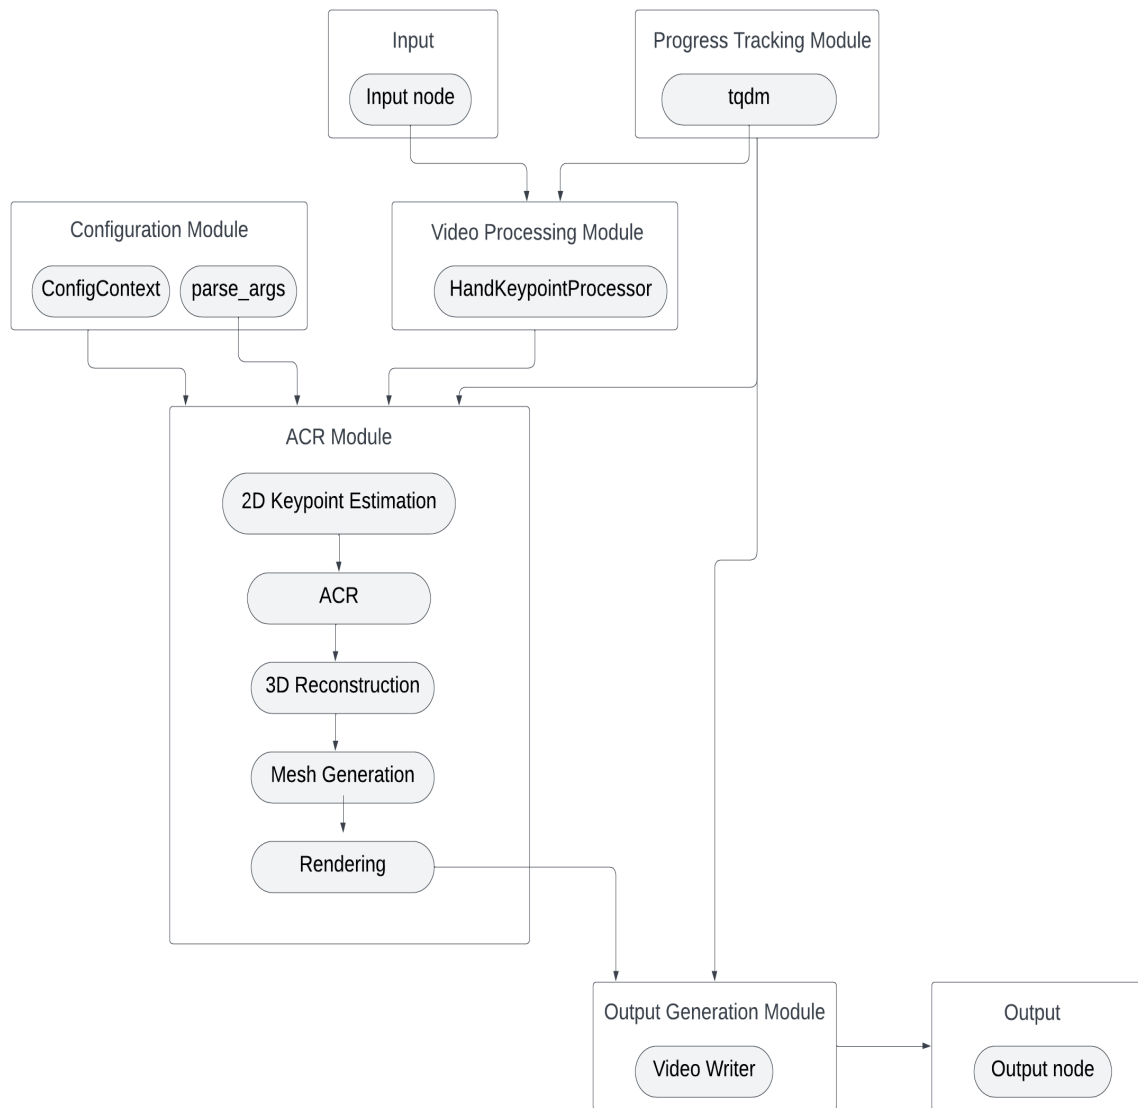 Input
Input node
Progress Tracking Module
tqdm
Configuration Module
ConfigContext
parse_args
Video Processing Module
HandKeypointProcessor
ACR Module
2D Keypoint Estimation
ACR
3D Reconstruction
Mesh Generation
Rendering
Output Generation Module
Video Writer
Output
Output node